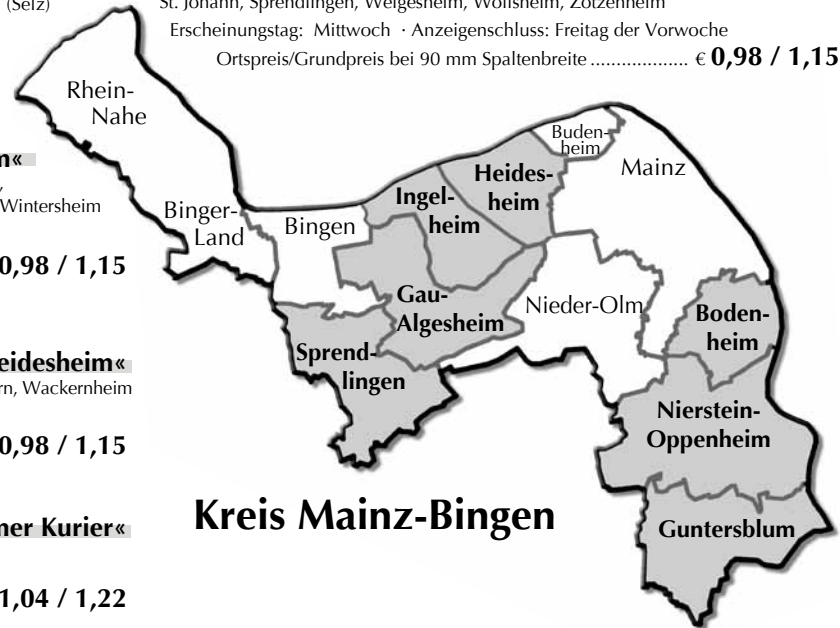 (Selz)
St. Johann, Sprendlingen, Welgesheim, Wolfsheim, Zotzenheim
Erscheinungstag: Mittwoch · Anzeigenschluss: Freitag der Vorwoche
Ortspreis/Grundpreis bei 90 mm Spaltenbreite ................... € 0,98 / 1,15
Rhein-
Nahe
Binger-
Land
Bingen
Ingel-
heim
Heides-
heim
Buden-
heim
Mainz
Gau-
Algesheim
Nieder-Olm
Boden-
heim
Sprend-
lingen
Nierstein-
Oppenheim
Guntersblum
Kreis Mainz-Bingen
m«
Wintersheim
0,98 / 1,15
eidesheim«
rn, Wackernheim
0,98 / 1,15
ner Kurier«
1,04 / 1,22